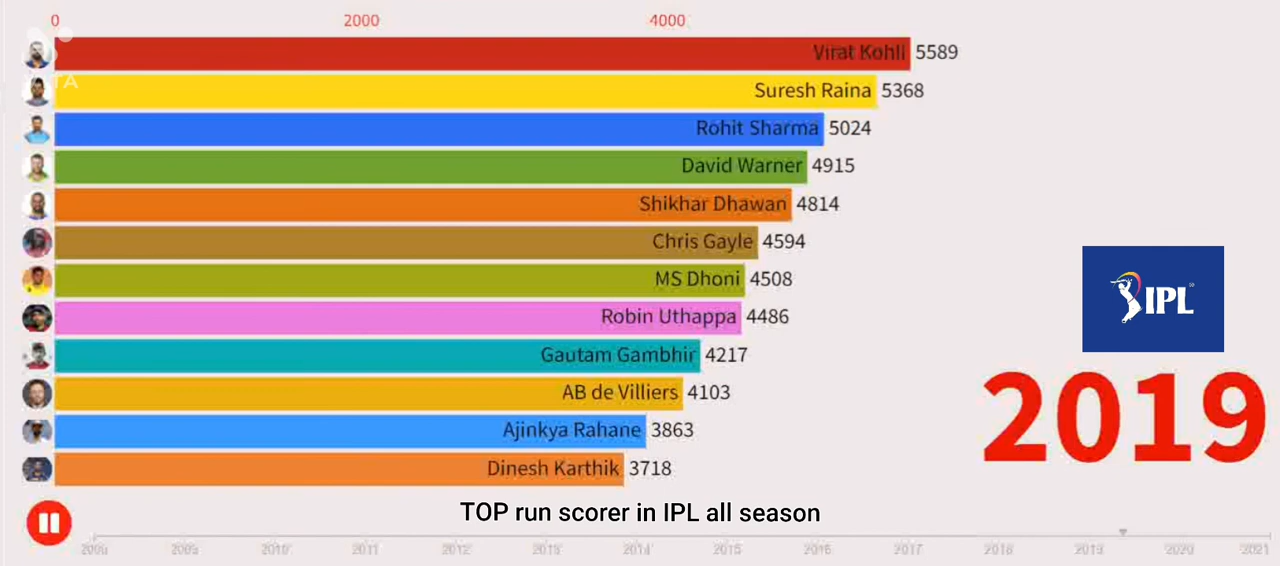 0 2000 4000
Virat Kohli 5589
TA
Suresh Raina 5368
Rohit Sharma 5024
David Warner 4915
Shikhar Dhawan 4814
Chris Gayle 4594
MS Dhoni 4508
IPL
Robin Uthappa 4486
Gautam Gambhir 4217
AB de Villiers 4103
2019
Ajinkya Rahane 3863
Dinesh Karthik 3718
TOP run scorer in IPL all season
2010 2011 2012 2013 2014 2015 2016 2017 2018 2019 2020 2021